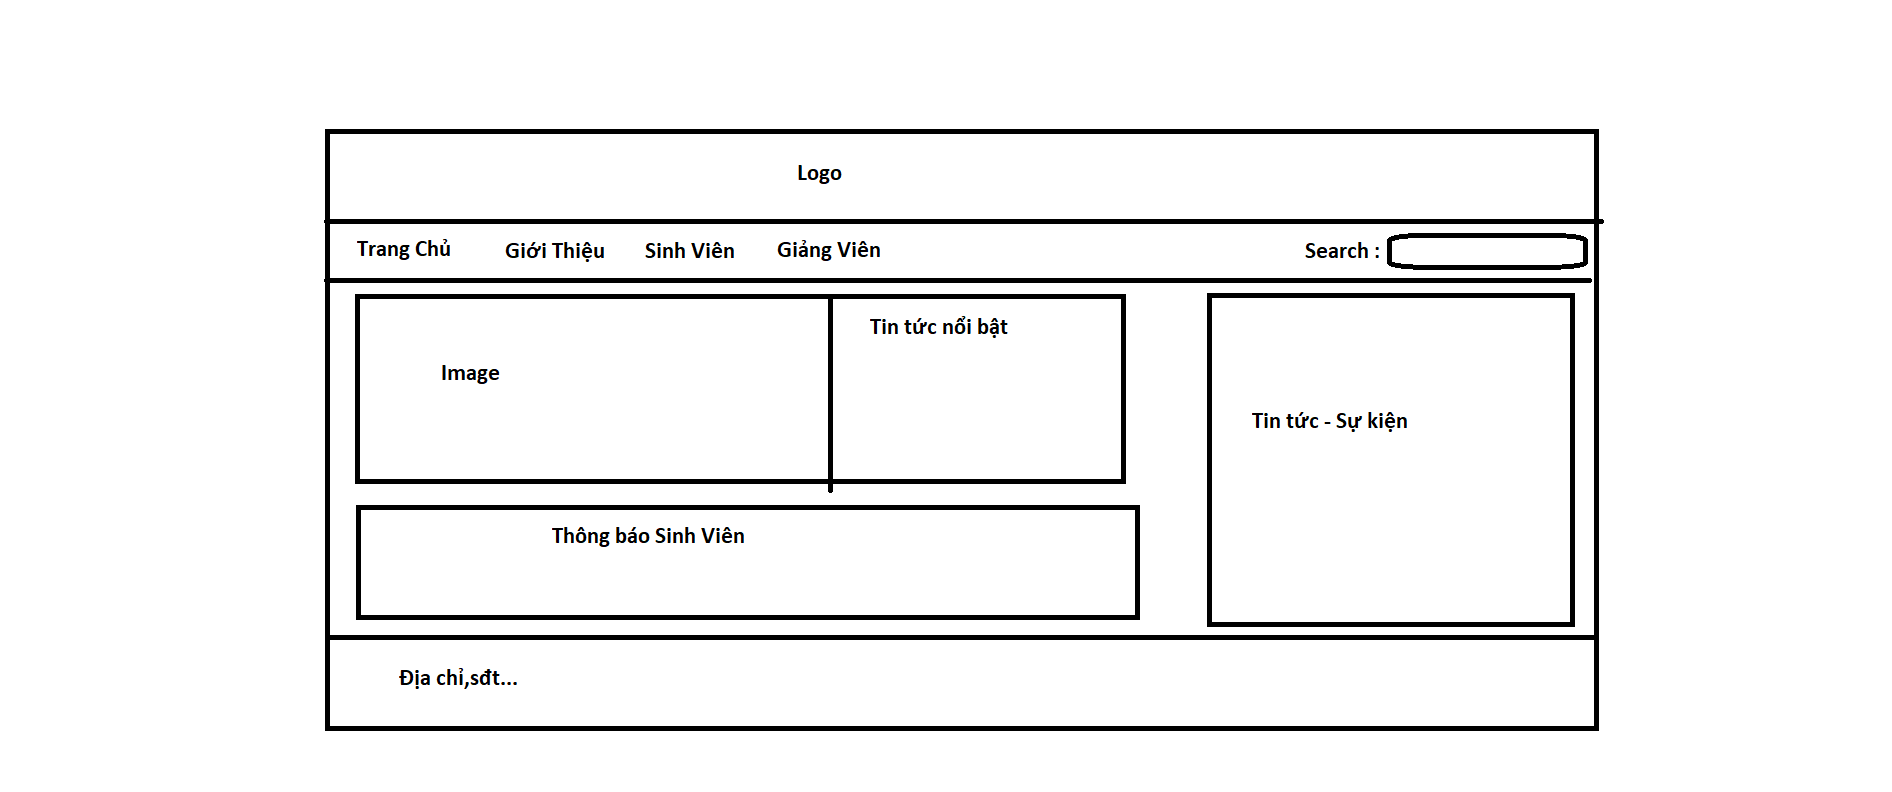 Logo
Trang Chủ
Giới Thiệu
Sinh Viên
Giảng Viên
Search :
Image
Tin tức nổi bật
Tin tức - Sự kiện
Thông báo Sinh Viên
Địa chỉ,sđt...